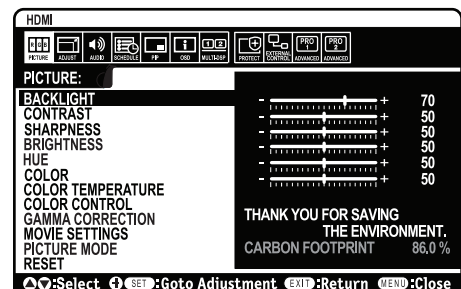 HDMI
RGB
PICTURE ADJUST AUDIO SCHEDULE PIP OSD MULTI-DSP PROTECT EXTERNAL CONTROL PRO 1 ADVANCED PRO 2 ADVANCED
PICTURE:
BACKLIGHT - + 70
CONTRAST - + 50
SHARPNESS - + 50
BRIGHTNESS - + 50
HUE - + 50
COLOR - + 50
COLOR TEMPERATURE
COLOR CONTROL
GAMMA CORRECTION
MOVIE SETTINGS
PICTURE MODE
RESET
THANK YOU FOR SAVING
THE ENVIRONMENT.
CARBON FOOTPRINT 86.0 %
:Select SET:Goto Adjustment EXIT:Return MENU:Close